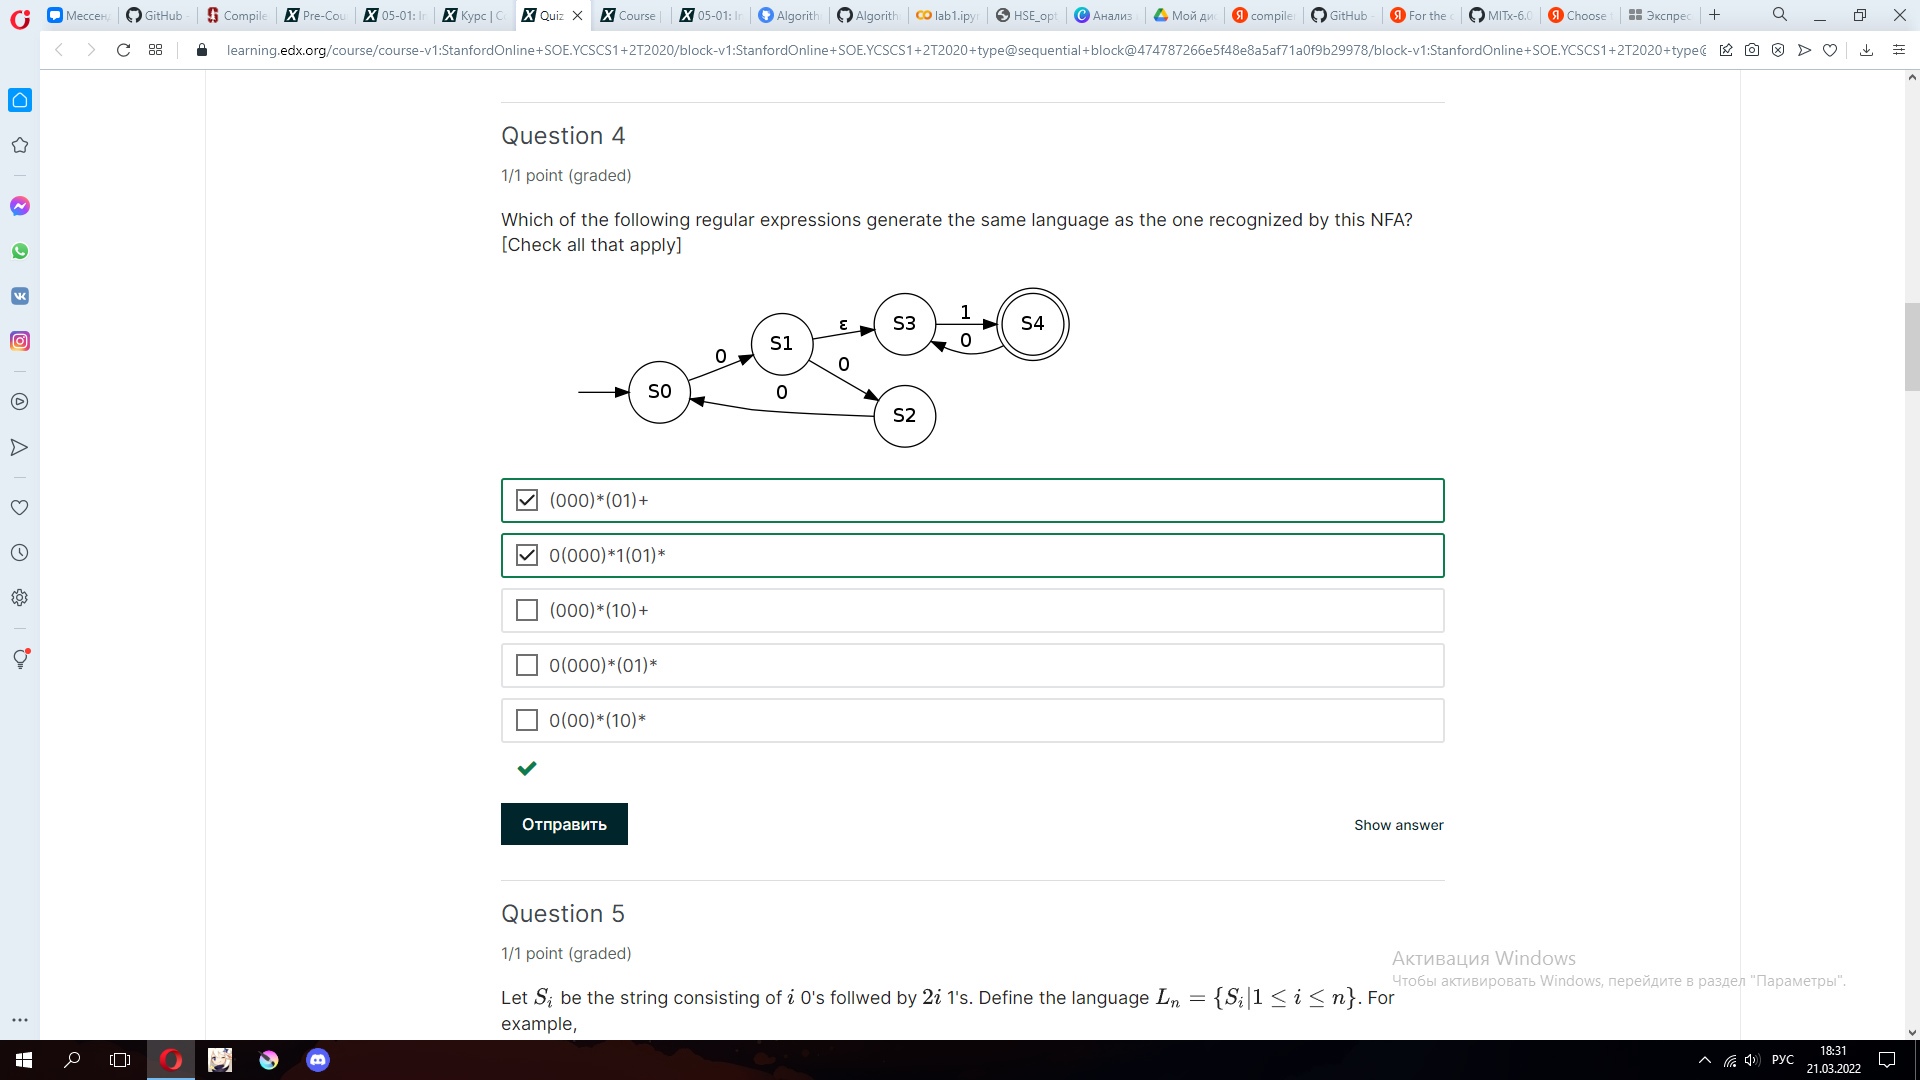 Мессен GitHub Compile Pre-Cou 05-01: Ir Курс | С Quiz Course 05-01: Ir Algorith Algorith lab1.ipyn HSE_opt Анализ Мой дис compiler GitHub For the MITx-6.0 Choose Экспрес
learning.edx.org/course/course-v1:StanfordOnline+SOE.YCSCS1+2T2020/block-v1:StanfordOnline+SOE.YCSCS1+2T2020+type@sequential+block@474787266e5f48e8a5af71a0f9b29978/block-v1:StanfordOnline+SOE.YCSCS1+2T2020+type@
Question 4
1/1 point (graded)
Which of the following regular expressions generate the same language as the one recognized by this NFA?
[Check all that apply]
S0 0 S1 ε S3 1 S4
0 0 0 S2
(000)*(01)+
0(000)*1(01)*
(000)*(10)+
0(000)*(01)*
0(00)*(10)*
Отправить
Show answer
Question 5
1/1 point (graded)
Let S_i be the string consisting of i 0's follwed by 2i 1's. Define the language L_n = {S_i|1 ≤ i ≤ n}. For
example,
Активация Windows
Чтобы активировать Windows, перейдите в раздел "Параметры".
РУС
18:31
21.03.2022